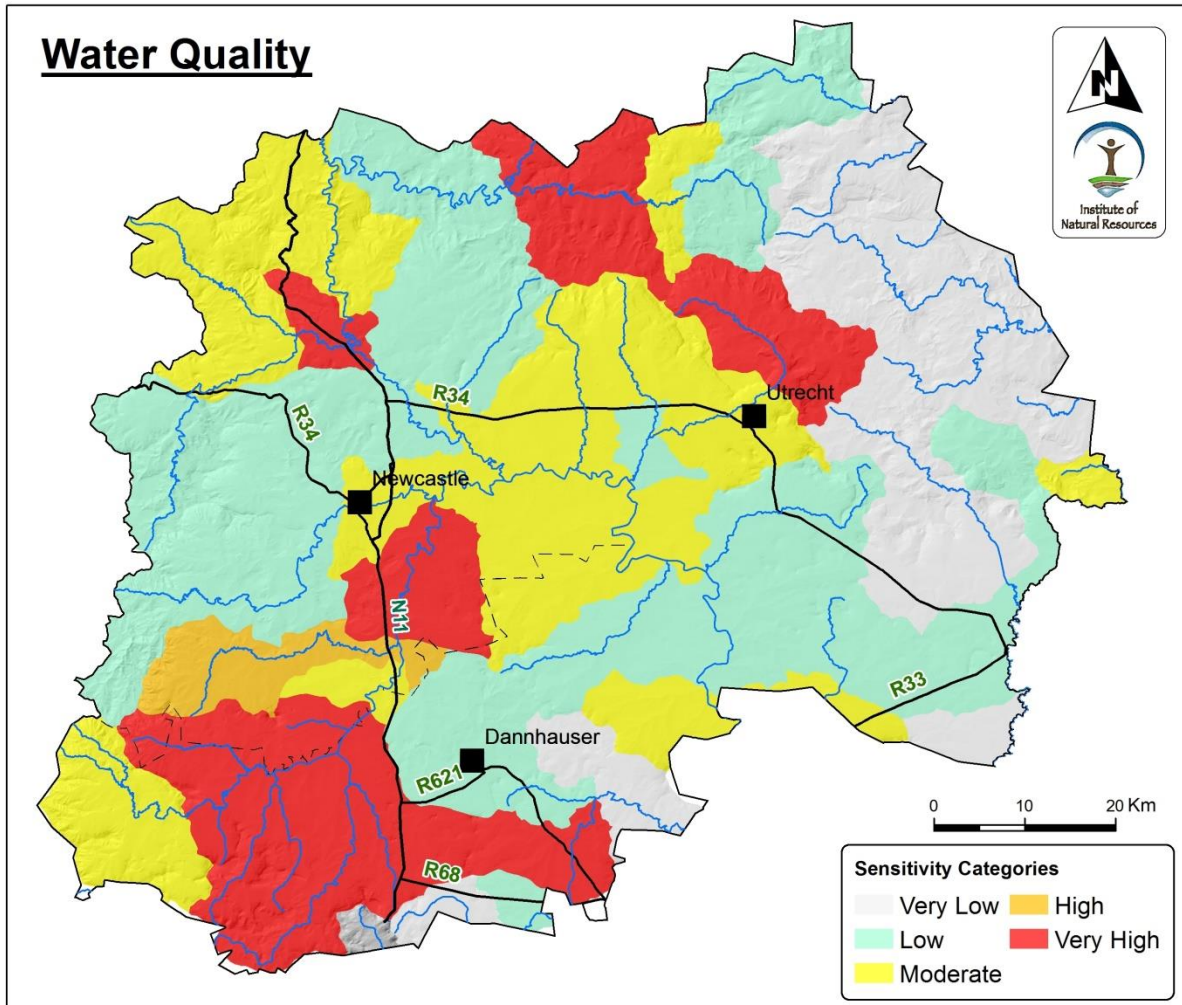 Water Quality
N
Institute of
Natural Resources
R34
Utrecht
R34
Newcastle
N11
R33
Dannhauser
R621
R68
0 10 20 Km
Sensitivity Categories
Very Low
High
Low
Very High
Moderate